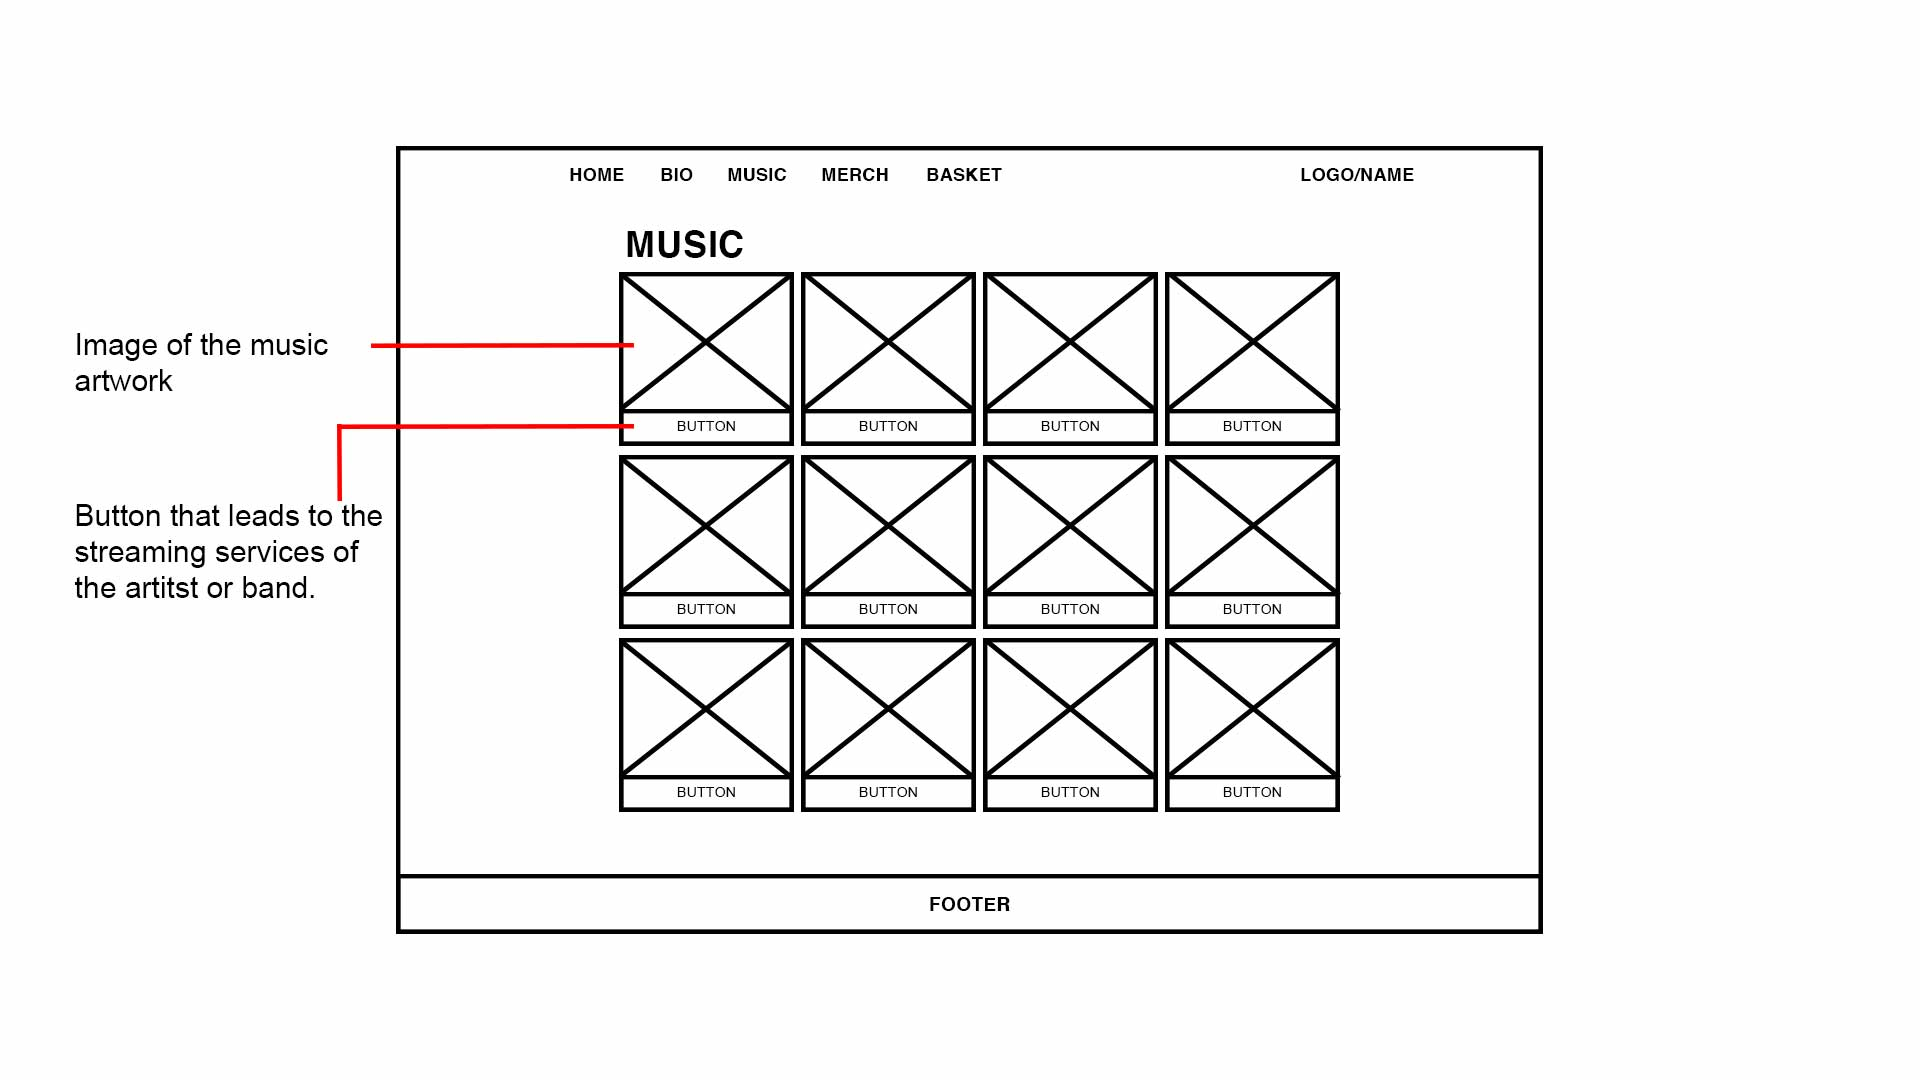 HOME BIO MUSIC MERCH BASKET LOGO/NAME
MUSIC
Image of the music
artwork
BUTTON BUTTON BUTTON BUTTON
Button that leads to the
streaming services of
the artitst or band.
BUTTON BUTTON BUTTON BUTTON
BUTTON BUTTON BUTTON BUTTON
FOOTER